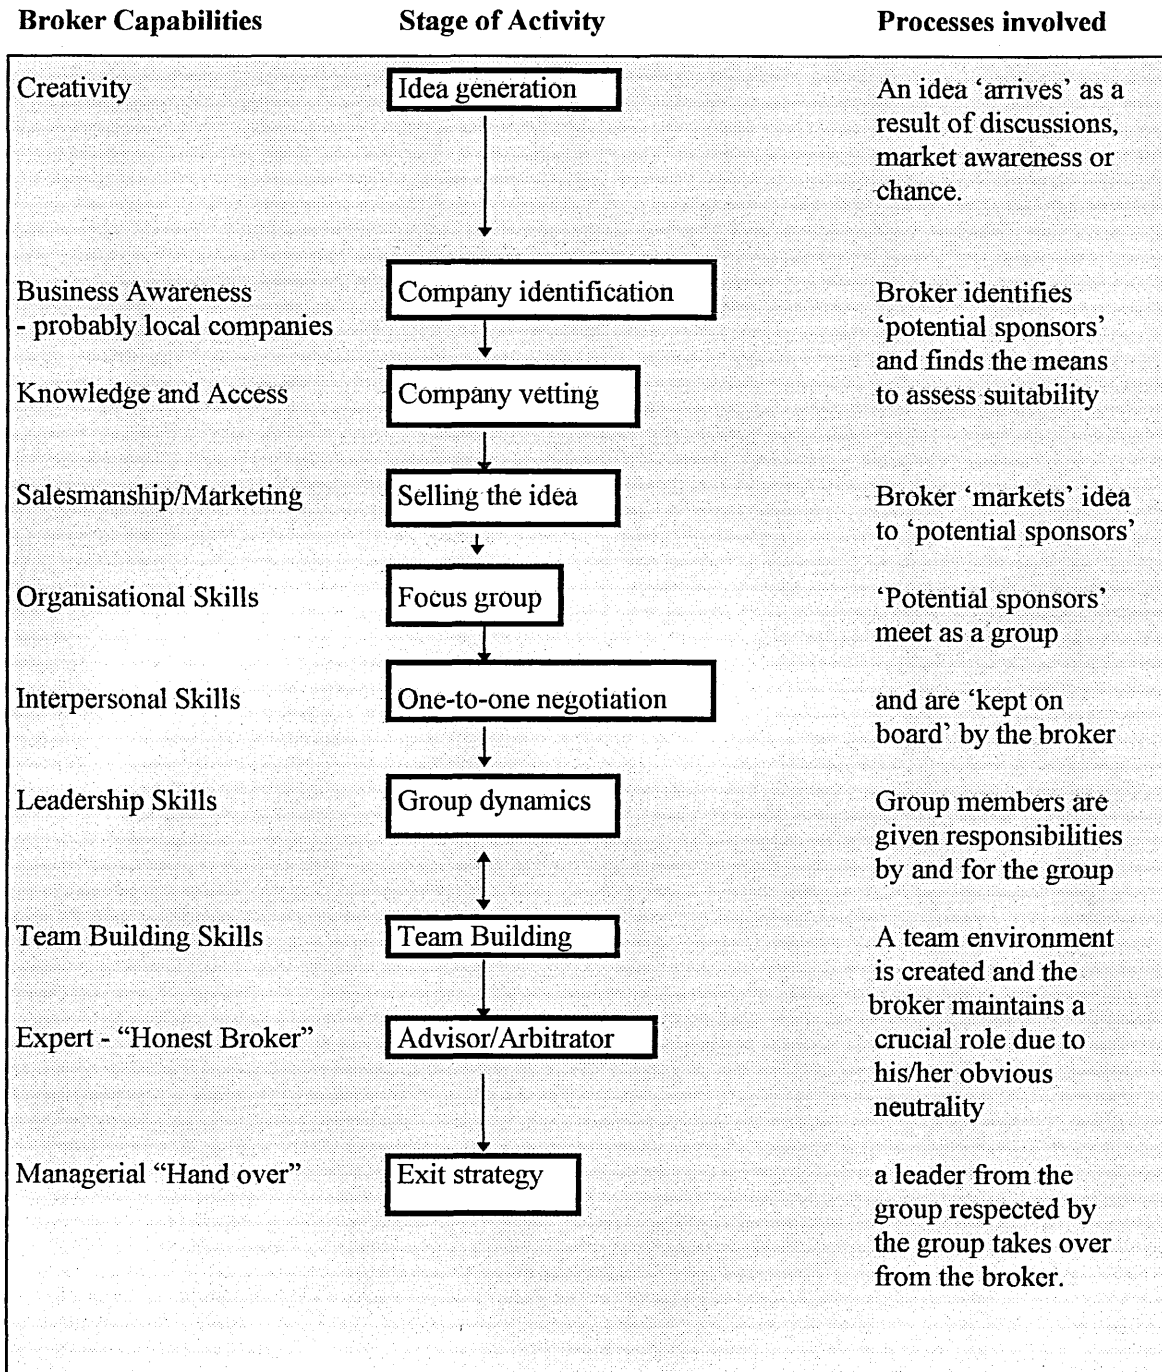 Broker Capabilities Stage of Activity Processes involved
Creativity Idea generation An idea ‘arrives’ as a
result of discussions,
market awareness or
chance.
Business Awareness Company identification Broker identifies
- probably local companies ‘potential sponsors’
and finds the means
Knowledge and Access Company vetting to assess suitability
Salesmanship/Marketing Selling the idea Broker ‘markets’ idea
to ‘potential sponsors’
Organisational Skills Focus group ‘Potential sponsors’
meet as a group
Interpersonal Skills One-to-one negotiation and are ‘kept on
board’ by the broker
Leadership Skills Group dynamics Group members are
given responsibilities
by and for the group
Team Building Skills Team Building A team environment
is created and the
broker maintains a
Expert - “Honest Broker” Advisor/Arbitrator crucial role due to
his/her obvious
neutrality
Managerial “Hand over” Exit strategy a leader from the
group respected by
the group takes over
from the broker.